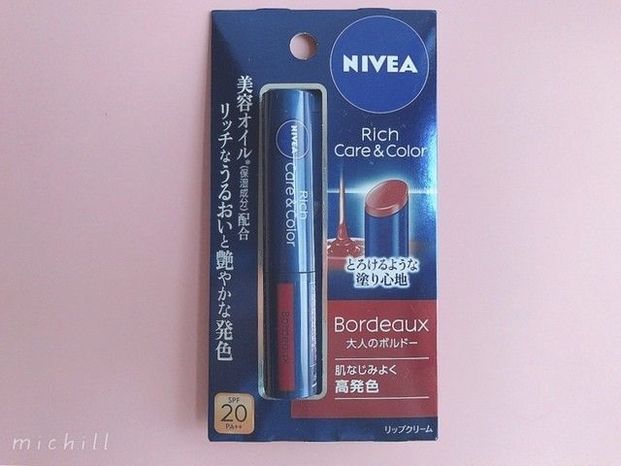 NIVEA
Rich
Care & Color
美容オイル*(保湿成分)配合
リッチなうるおいと艶やかな発色
NIVEA
Rich
Care & Color
Bordeaux
とろけるような
塗り心地
Bordeaux
大人のボルドー
肌なじみよく
高発色
SPF
20
PA++
リップクリーム
michill